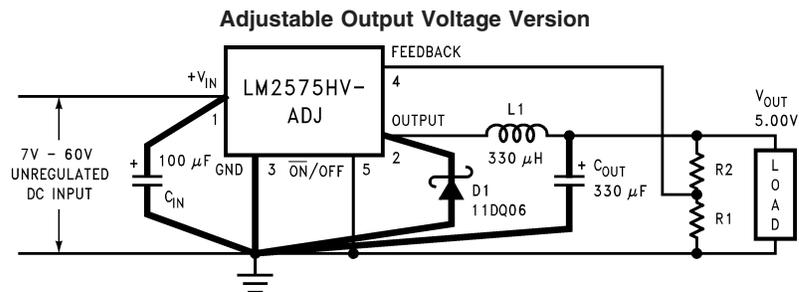 Adjustable Output Voltage Version
FEEDBACK
+VIN
LM2575HV-
ADJ
4
1
OUTPUT
L1
VOUT
5.00V
7V – 60V
UNREGULATED
DC INPUT
+
100 μF
CIN
GND
3
ON/OFF
5
2
330 μH
+
COUT
330 μF
D1
11DQ06
R2
R1
LOAD